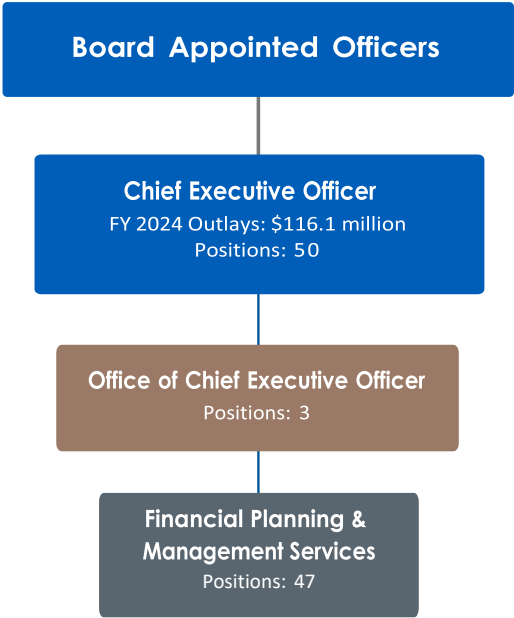 Board Appointed Officers
Chief Executive Officer
FY 2024 Outlays: $116.1 million
Positions: 50
Office of Chief Executive Officer
Positions: 3
Financial Planning &
Management Services
Positions: 47